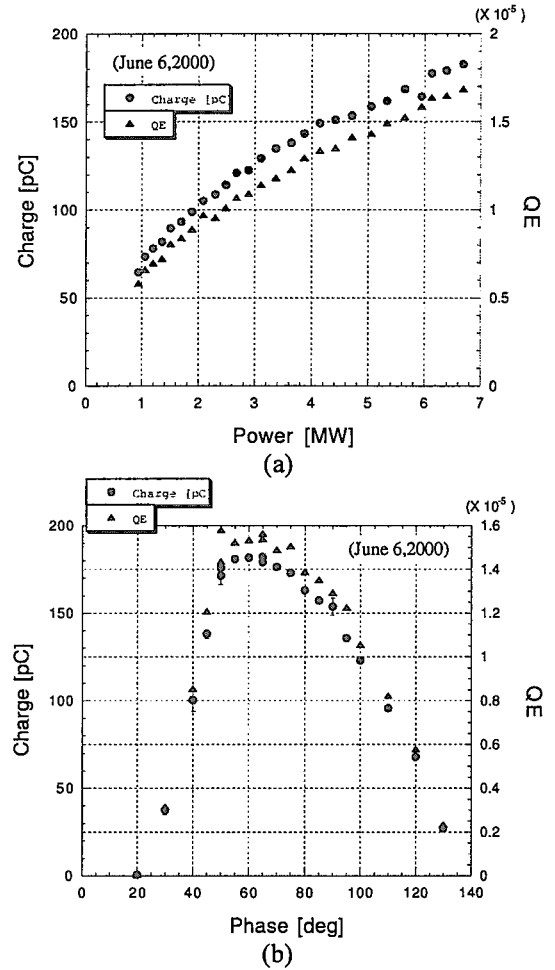 (X 10⁻⁵)
200
2
(June 6,2000)
Charge [pC]
QE
150
1.5
Charge [pC]
100
1
QE
50
0.5
0
0
0 1 2 3 4 5 6 7
Power [MW]
(a)
Charge [pC]
QE
(X 10⁻⁵)
200
1.6
(June 6,2000)
1.4
150
1.2
Charge [pC]
1
100
0.8
QE
0.6
50
0.4
0.2
0
0
0 20 40 60 80 100 120 140
Phase [deg]
(b)